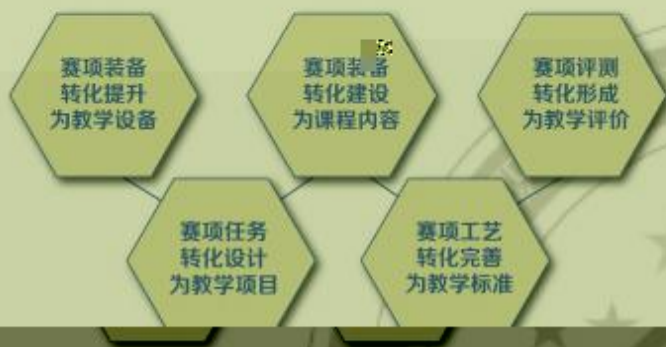 赛项装备
转化提升
为教学设备
赛项装备
转化建设
为课程内容
赛项评测
转化形成
为教学评价
赛项任务
转化设计
为教学项目
赛项工艺
转化完善
为教学标准